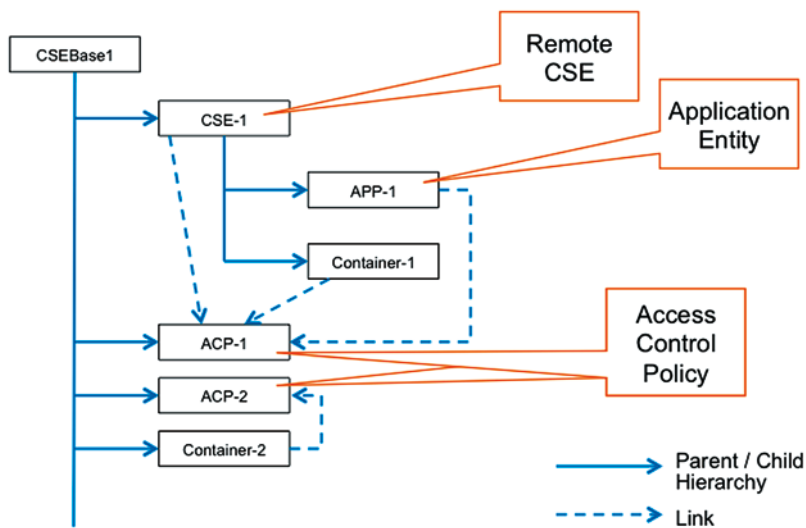 CSEBase1
Remote
CSE
CSE-1
Application
Entity
APP-1
Container-1
ACP-1
Access
Control
Policy
ACP-2
Container-2
Parent / Child
Hierarchy
Link